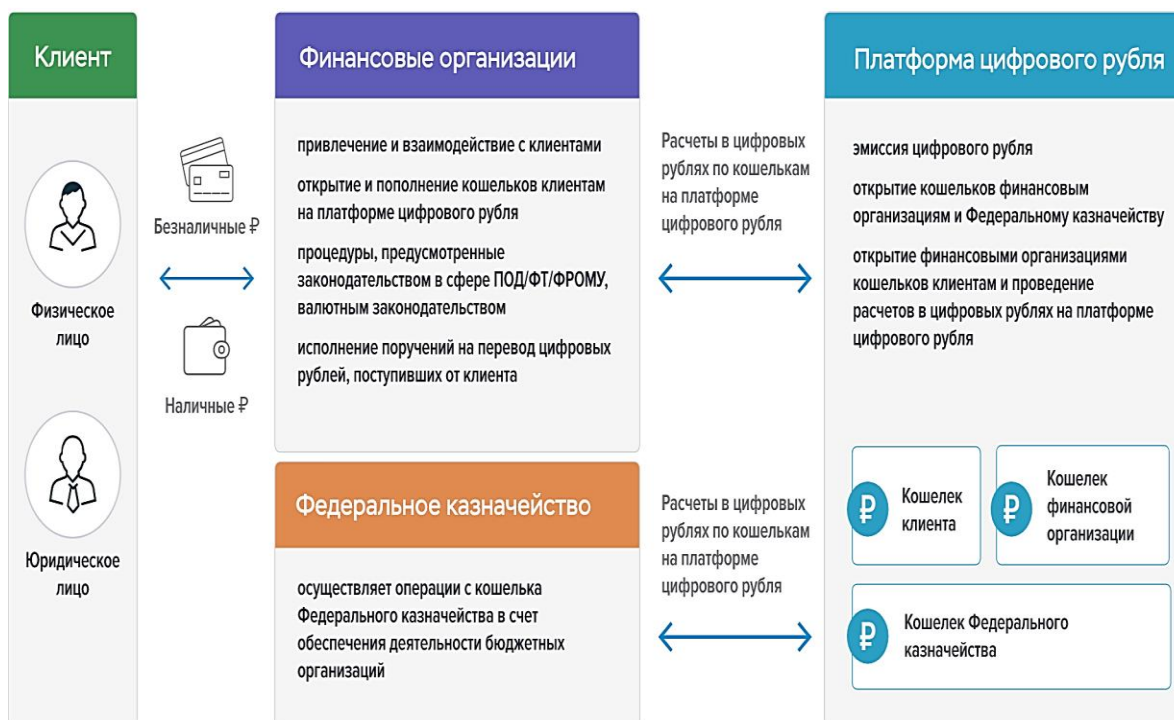 Клиент
Физическое
лицо
Юридическое
лицо
Безналичные ₽
Наличные ₽
Финансовые организации
привлечение и взаимодействие с клиентами
открытие и пополнение кошельков клиентам
на платформе цифрового рубля
процедуры, предусмотренные
законодательством в сфере ПОД/ФТ/ФРОМУ,
валютным законодательством
исполнение поручений на перевод цифровых
рублей, поступивших от клиента
Федеральное казначейство
осуществляет операции с кошелька
Федерального казначейства в счет
обеспечения деятельности бюджетных
организаций
Расчеты в цифровых
рублях по кошелькам
на платформе
цифрового рубля
Расчеты в цифровых
рублях по кошелькам
на платформе
цифрового рубля
Платформа цифрового рубля
эмиссия цифрового рубля
открытие кошельков финансовым
организациям и Федеральному казначейству
открытие финансовыми организациями
кошельков клиентам и проведение
расчетов в цифровых рублях на платформе
цифрового рубля
₽
Кошелек
клиента
₽
Кошелек
финансовой
организации
₽
Кошелек Федерального
казначейства